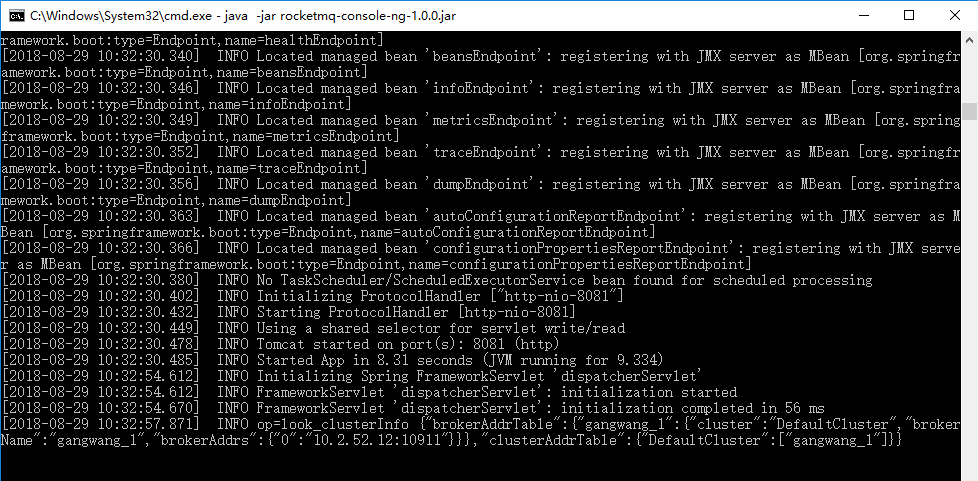 C:\Windows\System32\cmd.exe - java  -jar rocketmq-console-ng-1.0.0.jar
ramework.boot:type=Endpoint,name=healthEndpoint]
[2018-08-29 10:32:30.340]  INFO Located managed bean 'beansEndpoint': registering with JMX server as MBean [org.springfr
amework.boot:type=Endpoint,name=beansEndpoint]
[2018-08-29 10:32:30.346]  INFO Located managed bean 'infoEndpoint': registering with JMX server as MBean [org.springfra
mework.boot:type=Endpoint,name=infoEndpoint]
[2018-08-29 10:32:30.349]  INFO Located managed bean 'metricsEndpoint': registering with JMX server as MBean [org.spring
framework.boot:type=Endpoint,name=metricsEndpoint]
[2018-08-29 10:32:30.352]  INFO Located managed bean 'traceEndpoint': registering with JMX server as MBean [org.springfr
amework.boot:type=Endpoint,name=traceEndpoint]
[2018-08-29 10:32:30.356]  INFO Located managed bean 'dumpEndpoint': registering with JMX server as MBean [org.springfra
mework.boot:type=Endpoint,name=dumpEndpoint]
[2018-08-29 10:32:30.363]  INFO Located managed bean 'autoConfigurationReportEndpoint': registering with JMX server as M
Bean [org.springframework.boot:type=Endpoint,name=autoConfigurationReportEndpoint]
[2018-08-29 10:32:30.366]  INFO Located managed bean 'configurationPropertiesReportEndpoint': registering with JMX serve
r as MBean [org.springframework.boot:type=Endpoint,name=configurationPropertiesReportEndpoint]
[2018-08-29 10:32:30.380]  INFO No TaskScheduler/ScheduledExecutorService bean found for scheduled processing
[2018-08-29 10:32:30.402]  INFO Initializing ProtocolHandler ["http-nio-8081"]
[2018-08-29 10:32:30.432]  INFO Starting ProtocolHandler [http-nio-8081]
[2018-08-29 10:32:30.449]  INFO Using a shared selector for servlet write/read
[2018-08-29 10:32:30.478]  INFO Tomcat started on port(s): 8081 (http)
[2018-08-29 10:32:30.485]  INFO Started App in 8.31 seconds (JVM running for 9.334)
[2018-08-29 10:32:54.612]  INFO Initializing Spring FrameworkServlet 'dispatcherServlet'
[2018-08-29 10:32:54.612]  INFO FrameworkServlet 'dispatcherServlet': initialization started
[2018-08-29 10:32:54.670]  INFO FrameworkServlet 'dispatcherServlet': initialization completed in 56 ms
[2018-08-29 10:32:57.871]  INFO op=look_clusterInfo {"brokerAddrTable":{"gangwang_1":{"cluster":"DefaultCluster","broker
Name":"gangwang_1","brokerAddrs":{"0":"10.2.52.12:10911"}}},"clusterAddrTable":{"DefaultCluster":["gangwang_1"]}}